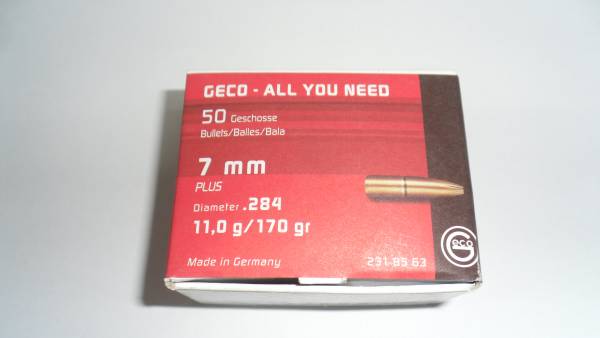 GECO - ALL YOU NEED
50 Geschosse
Bullets/Balles/Bala
7 mm
PLUS
Diameter .284
11,0 g/170 gr
Made in Germany
231 85 63
Geco